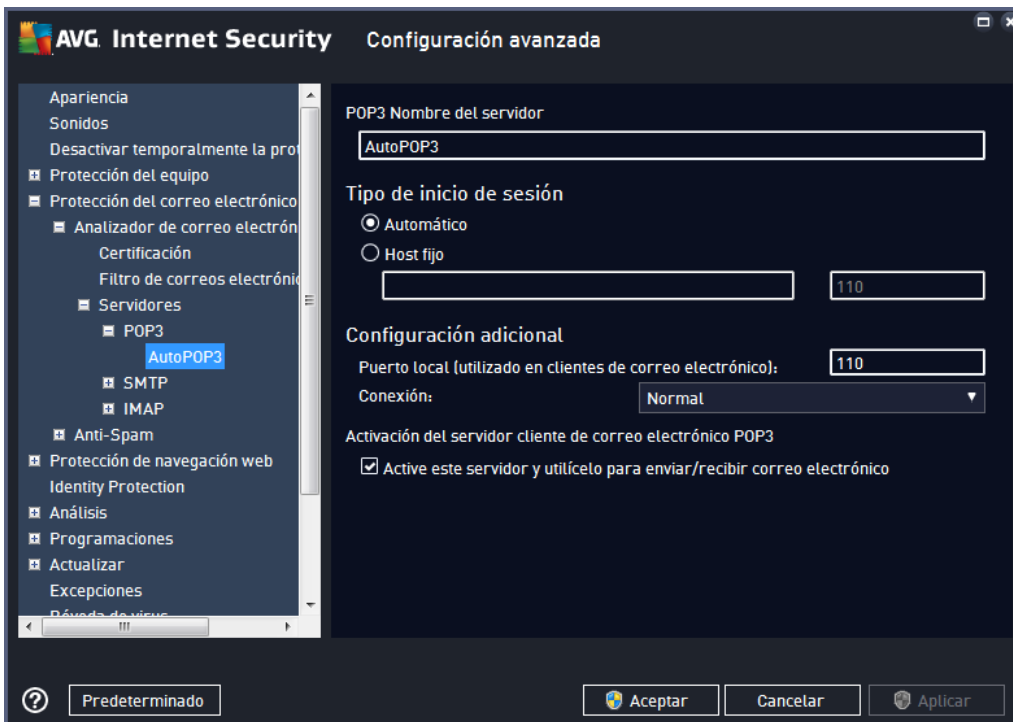 AVG. Internet Security Configuración avanzada
Apariencia
Sonidos
Desactivar temporalmente la
Protección del equipo
Protección del correo electrónico
Analizador de correo
Certificación
Filtro de correos
Servidores
POP3
AutoPOP3
SMTP
IMAP
Anti-Spam
Protección de navegación web
Identity Protection
Análisis
Programaciones
Actualizar
Excepciones
POP3 Nombre del servidor
AutoPOP3
Tipo de inicio de sesión
Automático
Host fijo
110
Configuración adicional
Puerto local (utilizado en clientes de correo electrónico):
110
Conexión:
Normal
Activación del servidor cliente de correo electrónico POP3
Active este servidor y utilícelo para enviar/recibir correo electrónico
Predeterminado
Aceptar
Cancelar
Aplicar